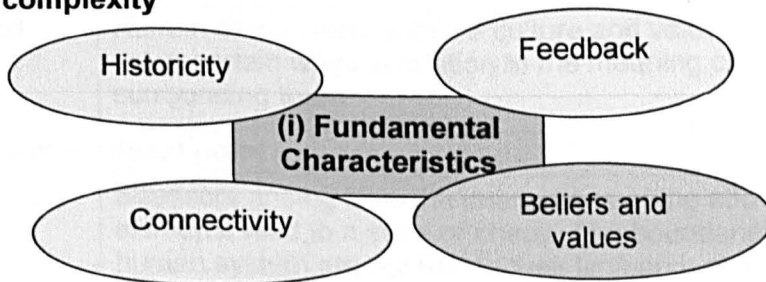 complexity
Historicity
Feedback
(i) Fundamental
Characteristics
Connectivity
Beliefs and
values